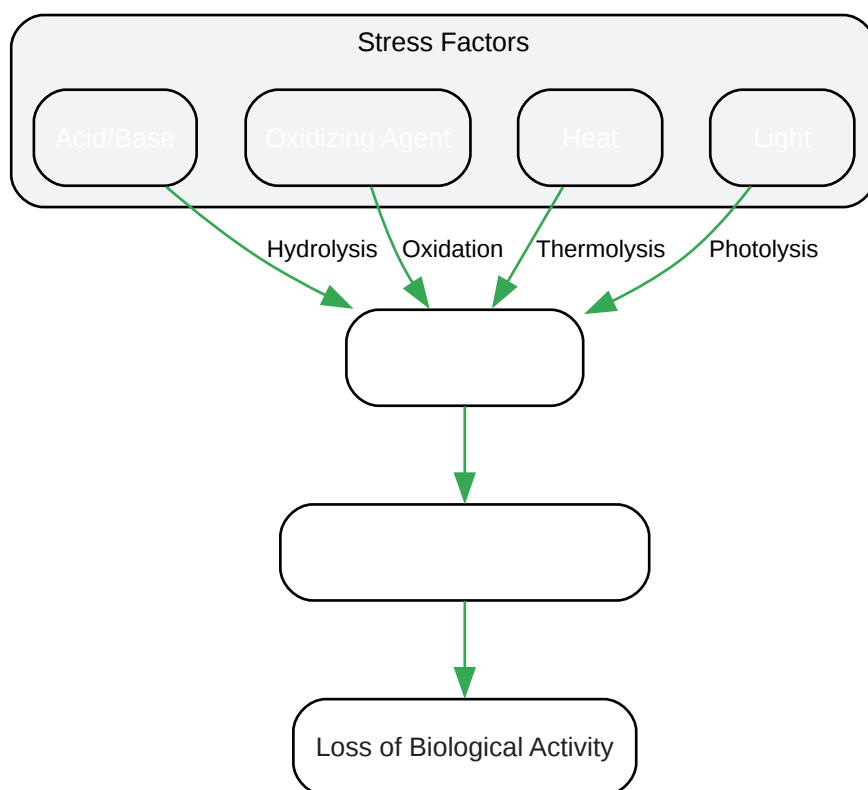 Stress Factors
Acid/Base
Oxidizing Agent
Heat
Light
Hydrolysis
Oxidation
Thermolysis
Photolysis
Loss of Biological Activity